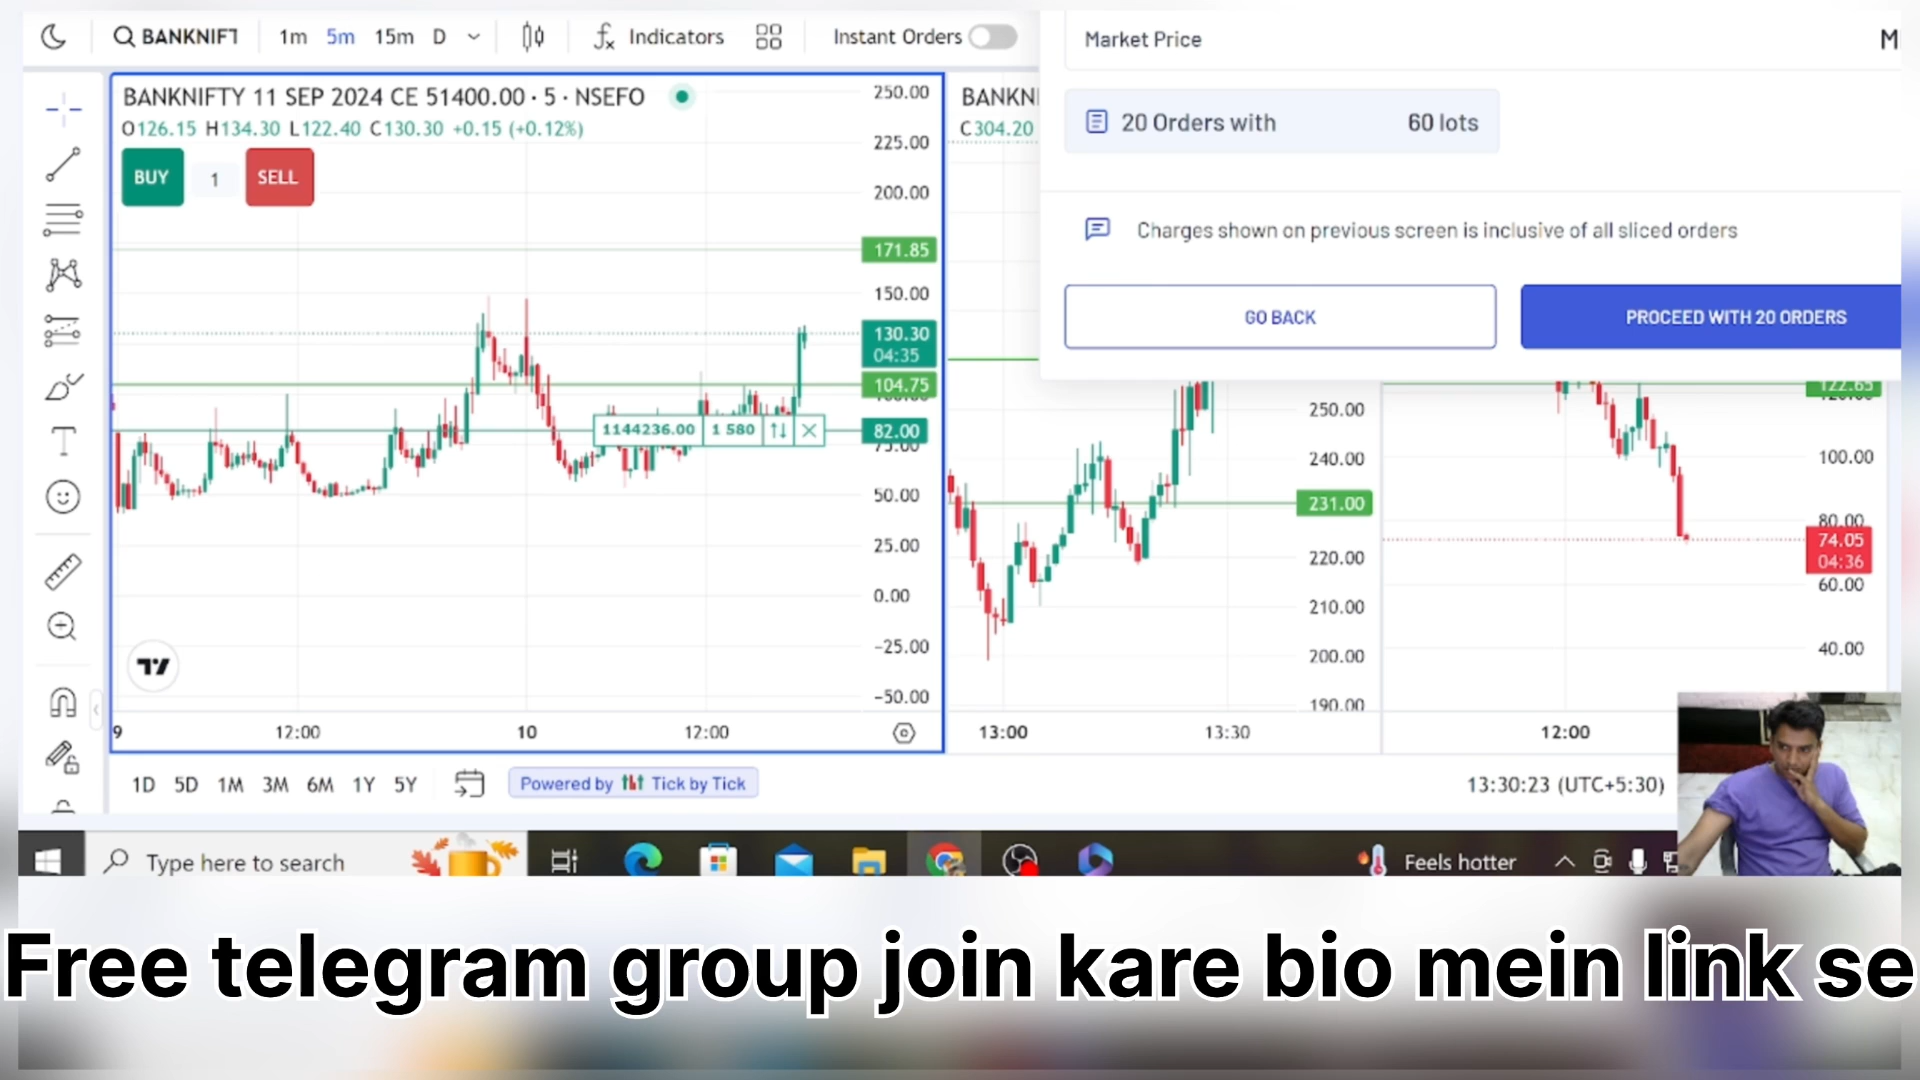 BANKNIFT 1m 5m 15m D Indicators Instant Orders
Market Price
BANKNIFTY 11 SEP 2024 CE 51400.00 · 5 · NSEFO
O126.15 H134.30 L122.40 C130.30 +0.15 (+0.12%)
BUY 1 SELL
250.00
225.00
200.00
171.85
150.00
130.30
04:35
104.75
82.00
75.00
50.00
25.00
0.00
−25.00
−50.00
1144236.00 1 580
9 12:00 10 12:00
BANKN
C304.20
20 Orders with 60 lots
Charges shown on previous screen is inclusive of all sliced orders
GO BACK PROCEED WITH 20 ORDERS
250.00
240.00
231.00
220.00
210.00
200.00
190.00
13:00 13:30
122.65
100.00
80.00
74.05
04:36
60.00
40.00
12:00
1D 5D 1M 3M 6M 1Y 5Y Powered by Tick by Tick 13:30:23 (UTC+5:30)
Type here to search Feels hotter
Free telegram group join kare bio mein link se